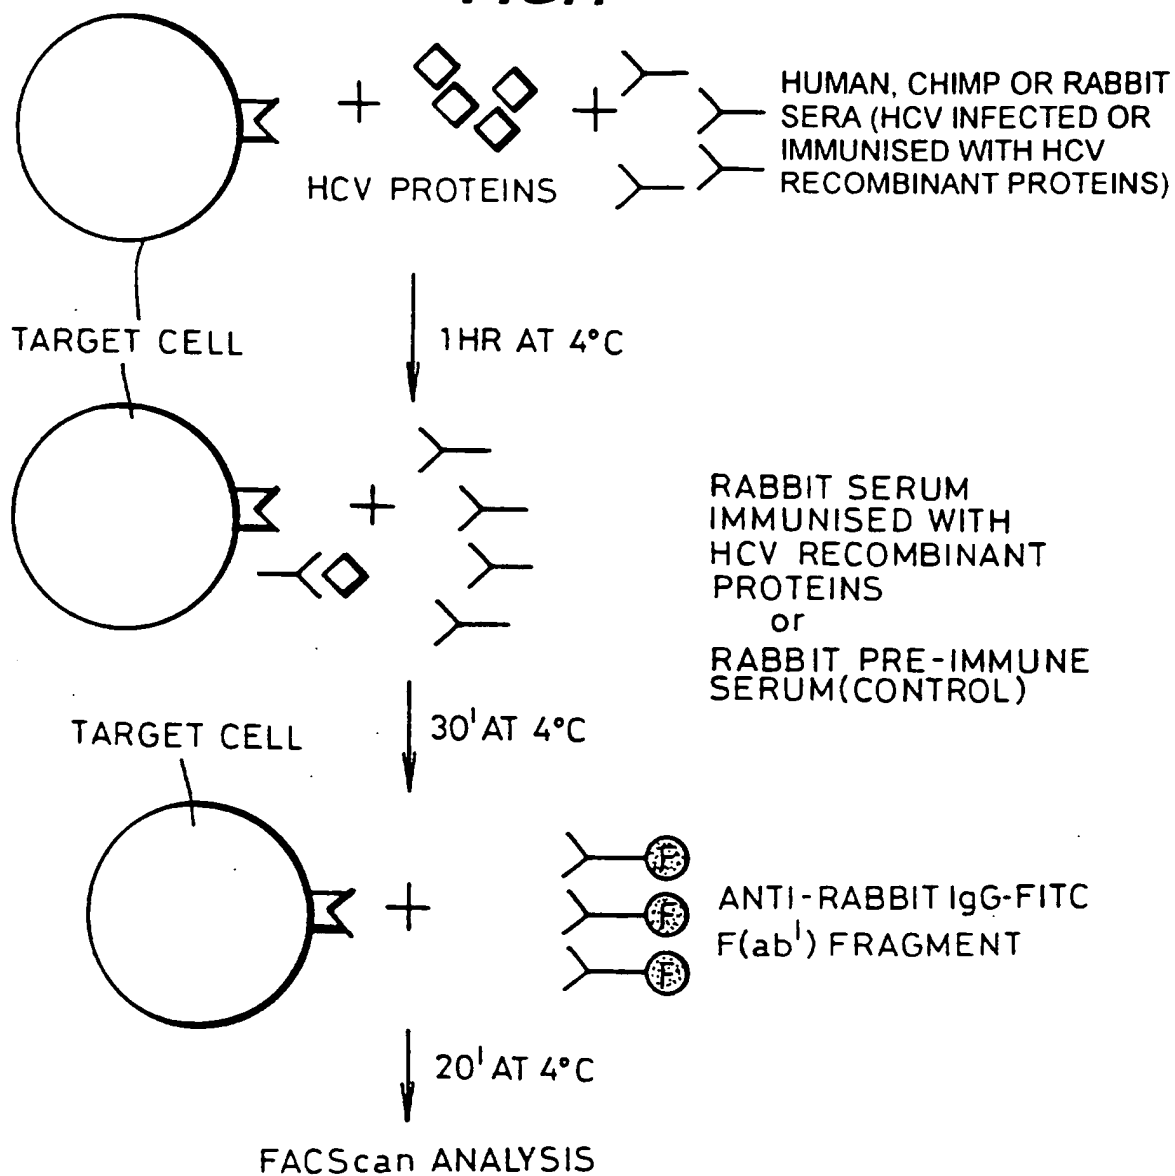 HUMAN, CHIMP OR RABBIT
SERA (HCV INFECTED OR
IMMUNISED WITH HCV
RECOMBINANT PROTEINS)
HCV PROTEINS
TARGET CELL
1HR AT 4°C
RABBIT SERUM
IMMUNISED WITH
HCV RECOMBINANT
PROTEINS
or
RABBIT PRE-IMMUNE
SERUM(CONTROL)
30' AT 4°C
TARGET CELL
F
F
F
ANTI-RABBIT IgG-FITC
F(ab') FRAGMENT
20' AT 4°C
FACScan ANALYSIS